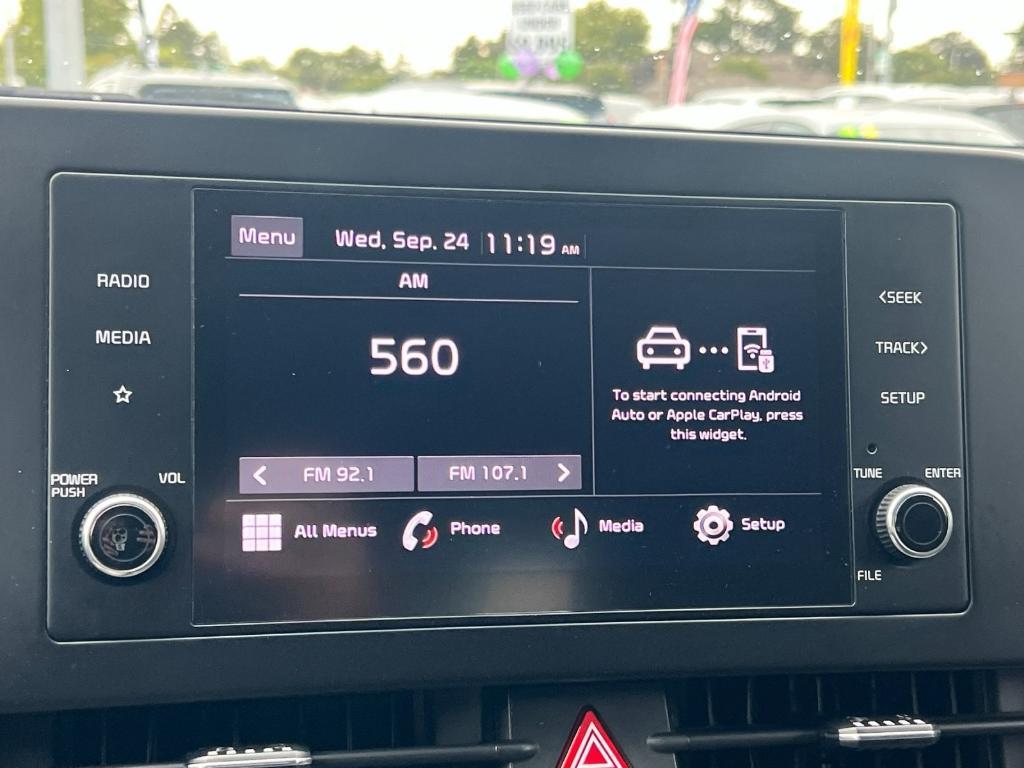 Menu Wed, Sep. 24 11:19 AM
RADIO
AM
<SEEK
MEDIA
560
TRACK>
To start connecting Android
Auto or Apple CarPlay, press
this widget.
SETUP
POWER
PUSH
VOL
< FM 92.1 FM 107.1 >
TUNE ENTER
All Menus Phone Media Setup
FILE